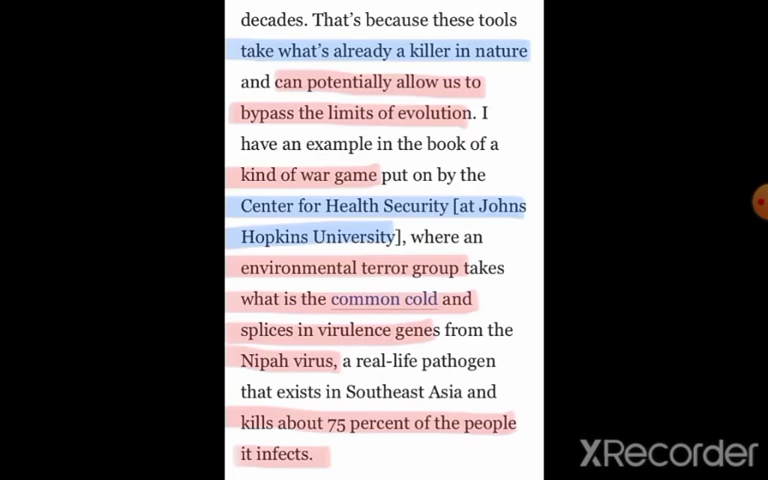 decades. That's because these tools
take what's already a killer in nature
and can potentially allow us to
bypass the limits of evolution. I
have an example in the book of a
kind of war game put on by the
Center for Health Security [at Johns
Hopkins University], where an
environmental terror group takes
what is the common cold and
splices in virulence genes from the
Nipah virus, a real-life pathogen
that exists in Southeast Asia and
kills about 75 percent of the people
it infects.
XRecorder